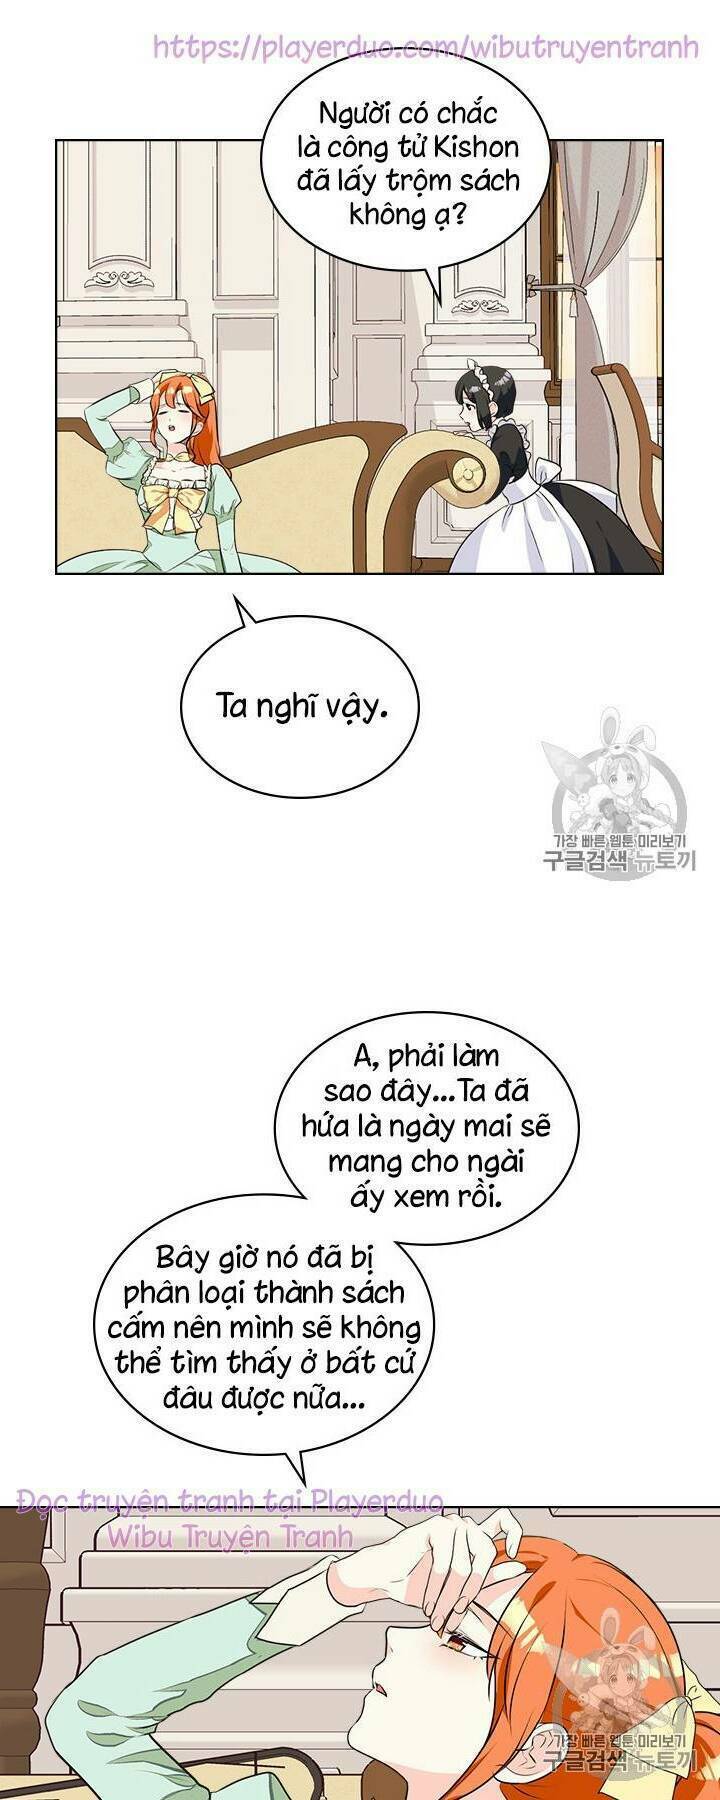 https://playerduo.com/wibutruyentranh
Người có chắc
là công tử Kishon
đã lấy trộm sách
không ạ?
Ta nghĩ vậy.
가장 빠른 웹툰 미리보기
구글검색 뉴토끼
A, phải làm
sao đây...Ta đã
hứa là ngày mai sẽ
mang cho ngài
ấy xem rồi.
Bây giờ nó đã bị
phân loại thành sách
cấm nên mình sẽ không
thể tìm thấy ở bất cứ
đâu được nữa...
Đọc truyện tranh tại Playerduo
Wibu Truyện Tranh
가장 빠른 웹툰 미리보기
구글검색 뉴토끼